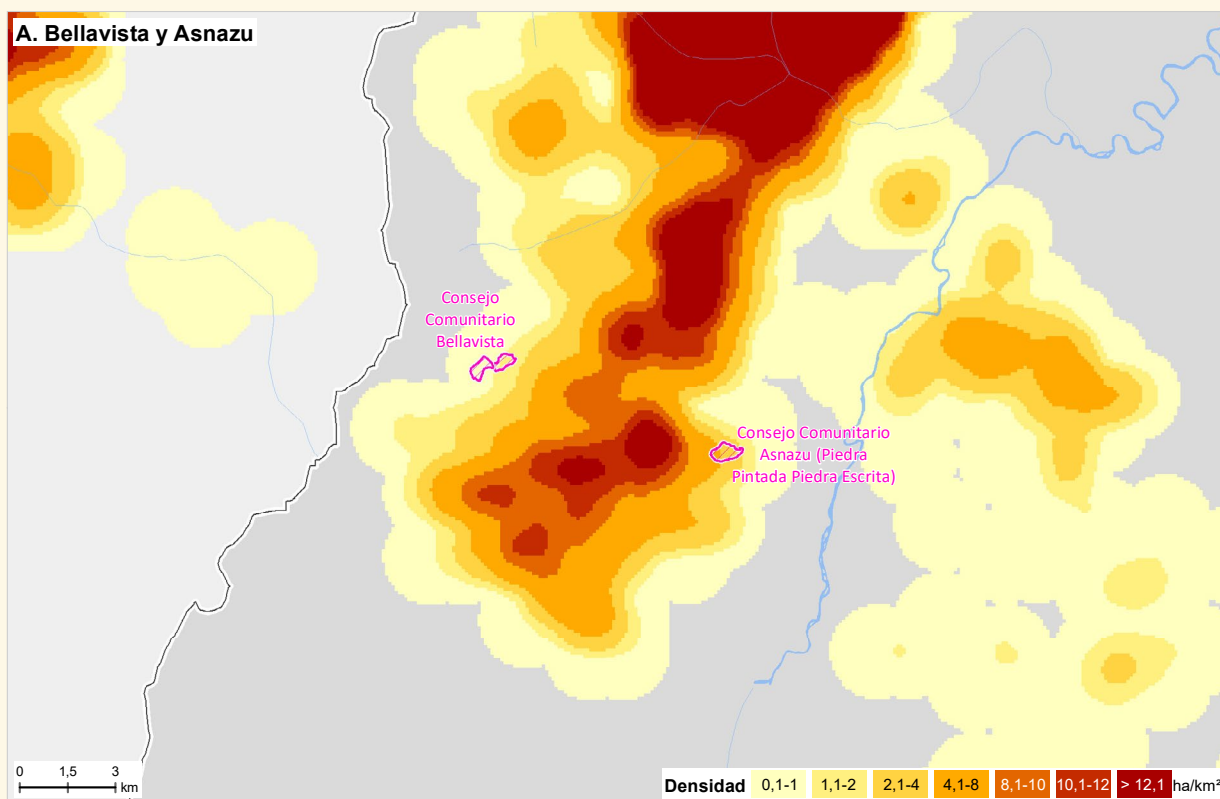 A. Bellavista y Asnazu
Consejo
Comunitario
Bellavista
Consejo Comunitario
Asnazu (Piedra
Pintada Piedra Escrita)
0 1,5 3
km
Densidad 0,1-1 1,1-2 2,1-4 4,1-8 8,1-10 10,1-12 > 12,1 ha/km²